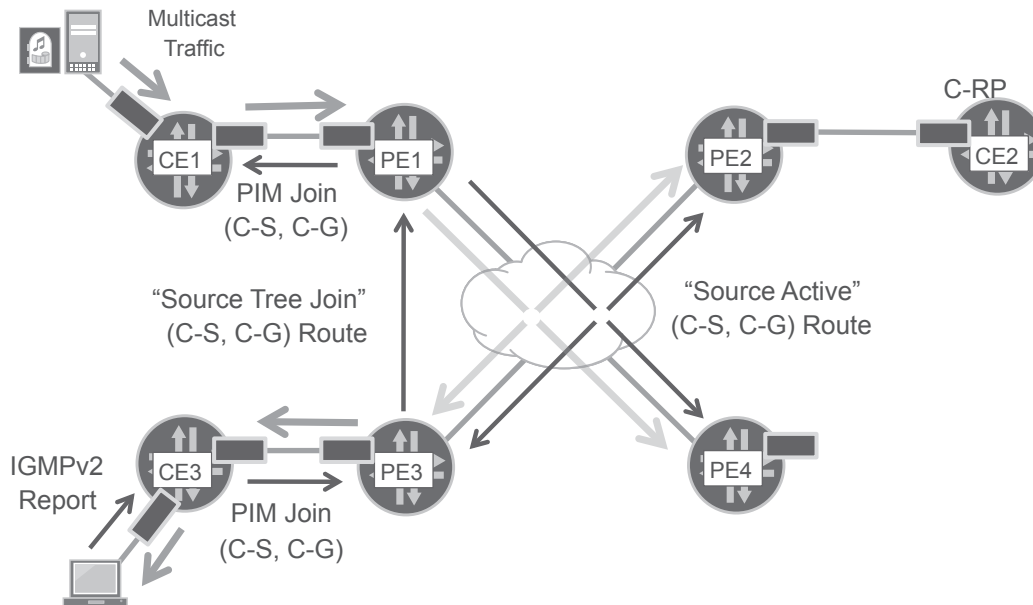 Multicast
Traffic
C-RP
CE1
PE1
PE2
CE2
PIM Join
(C-S, C-G)
“Source Tree Join”
(C-S, C-G) Route
“Source Active”
(C-S, C-G) Route
IGMPv2
Report
CE3
PE3
PE4
PIM Join
(C-S, C-G)